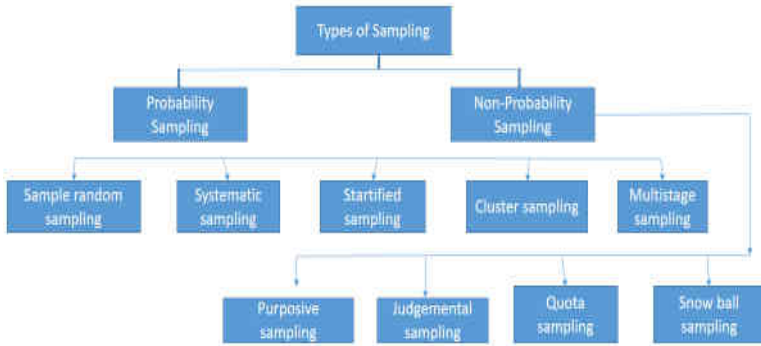 Types of Sampling
Probability
Sampling
Non-Probability
Sampling
Sample random
sampling
Systematic
sampling
Startified
sampling
Cluster sampling
Multistage
sampling
Purposive
sampling
Judgemental
sampling
Quota
sampling
Snow ball
sampling